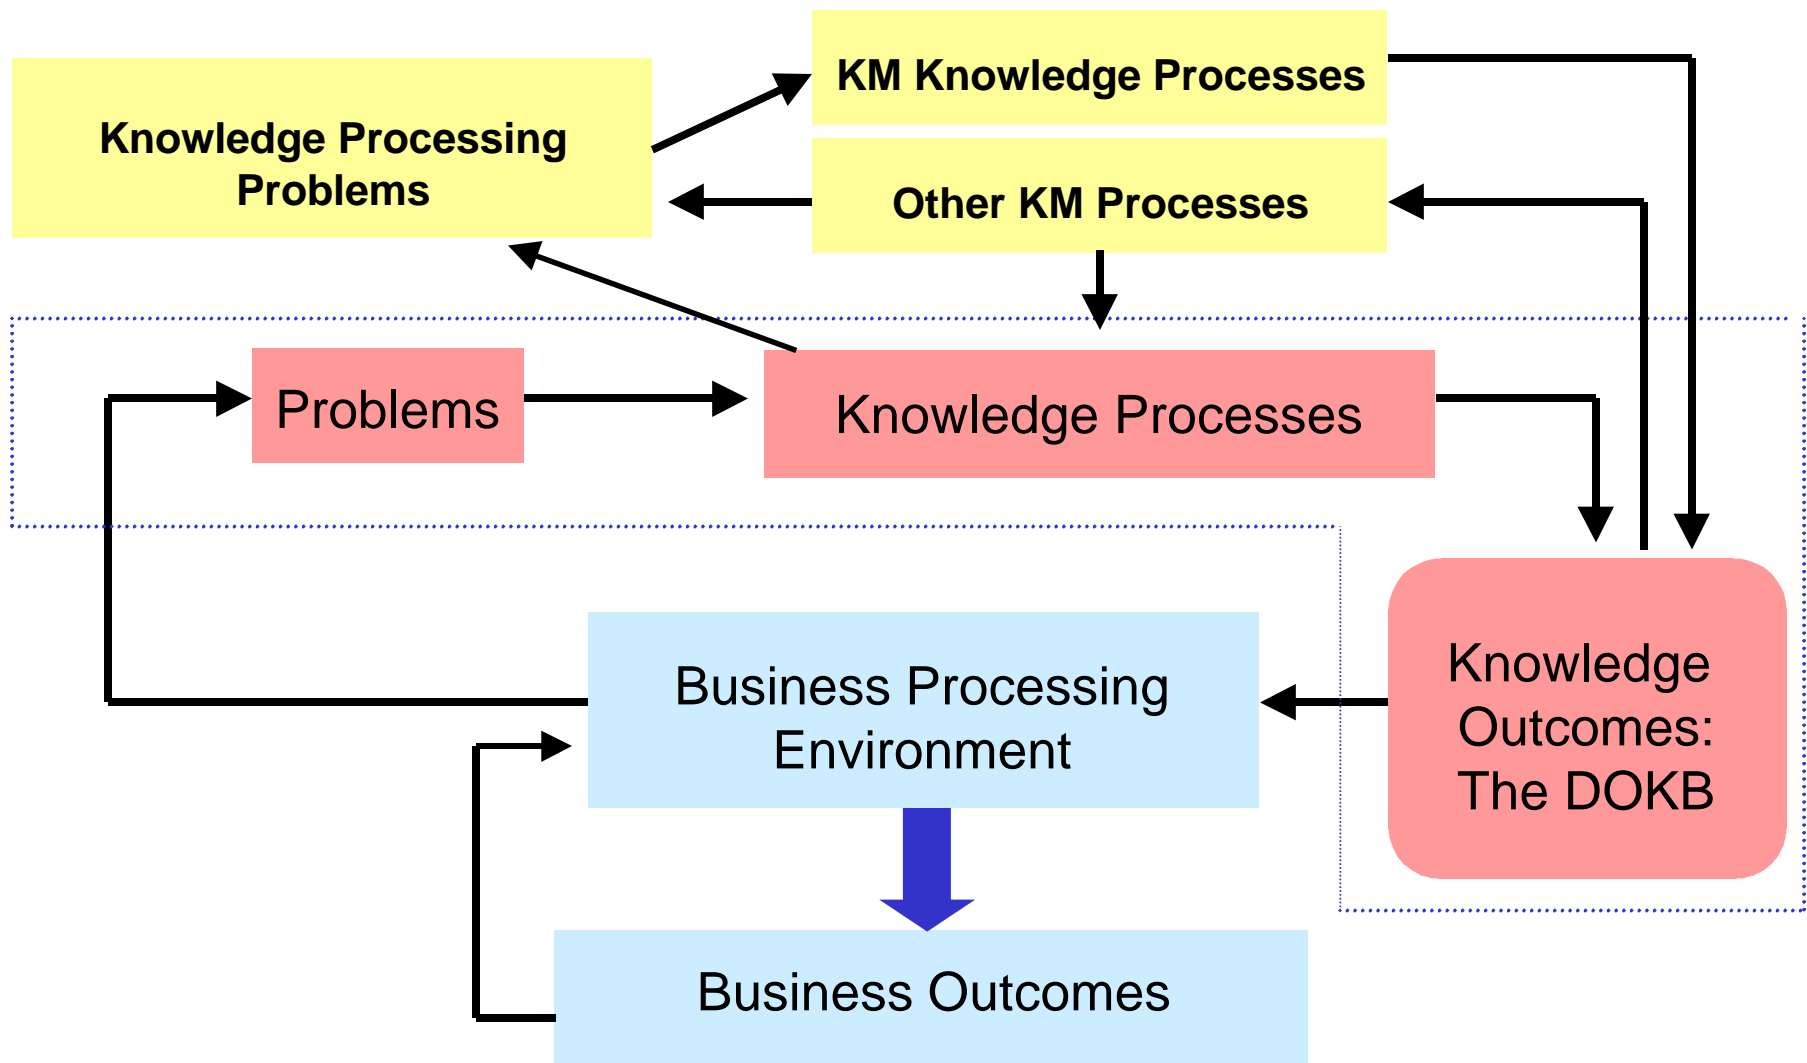 KM Knowledge Processes
Knowledge Processing
Problems
Other KM Processes
Problems
Knowledge Processes
Knowledge
Outcomes:
The DOKB
Business Processing
Environment
Business Outcomes